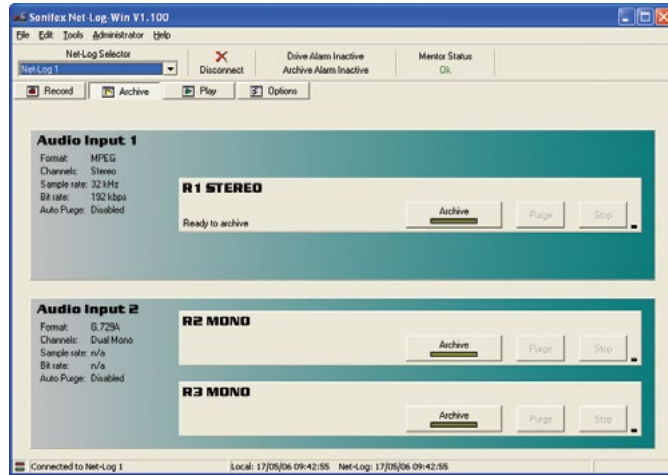 Sonifex Net-Log-Win V1.100
File Edit Tools Administrator Help
Net-Log Selector
Net-Log 1
Disconnect
Drive Alarm Inactive
Archive Alarm Inactive
Mentor Status
Ok
Record Archive Play Options
Audio Input 1
Format: MPEG
Channels: Stereo
Sample rate: 32 kHz
Bit rate: 192 kbps
Auto Purge: Disabled
R1 STEREO
Ready to archive
Archive Purge Stop
Audio Input 2
Format: G.729A
Channels: Dual Mono
Sample rate: n/a
Bit rate: n/a
Auto Purge: Disabled
R2 MONO
Archive Purge Stop
R3 MONO
Archive Purge Stop
Connected to Net-Log 1 Local: 17/05/06 09:42:55 Net-Log: 17/05/06 09:42:55